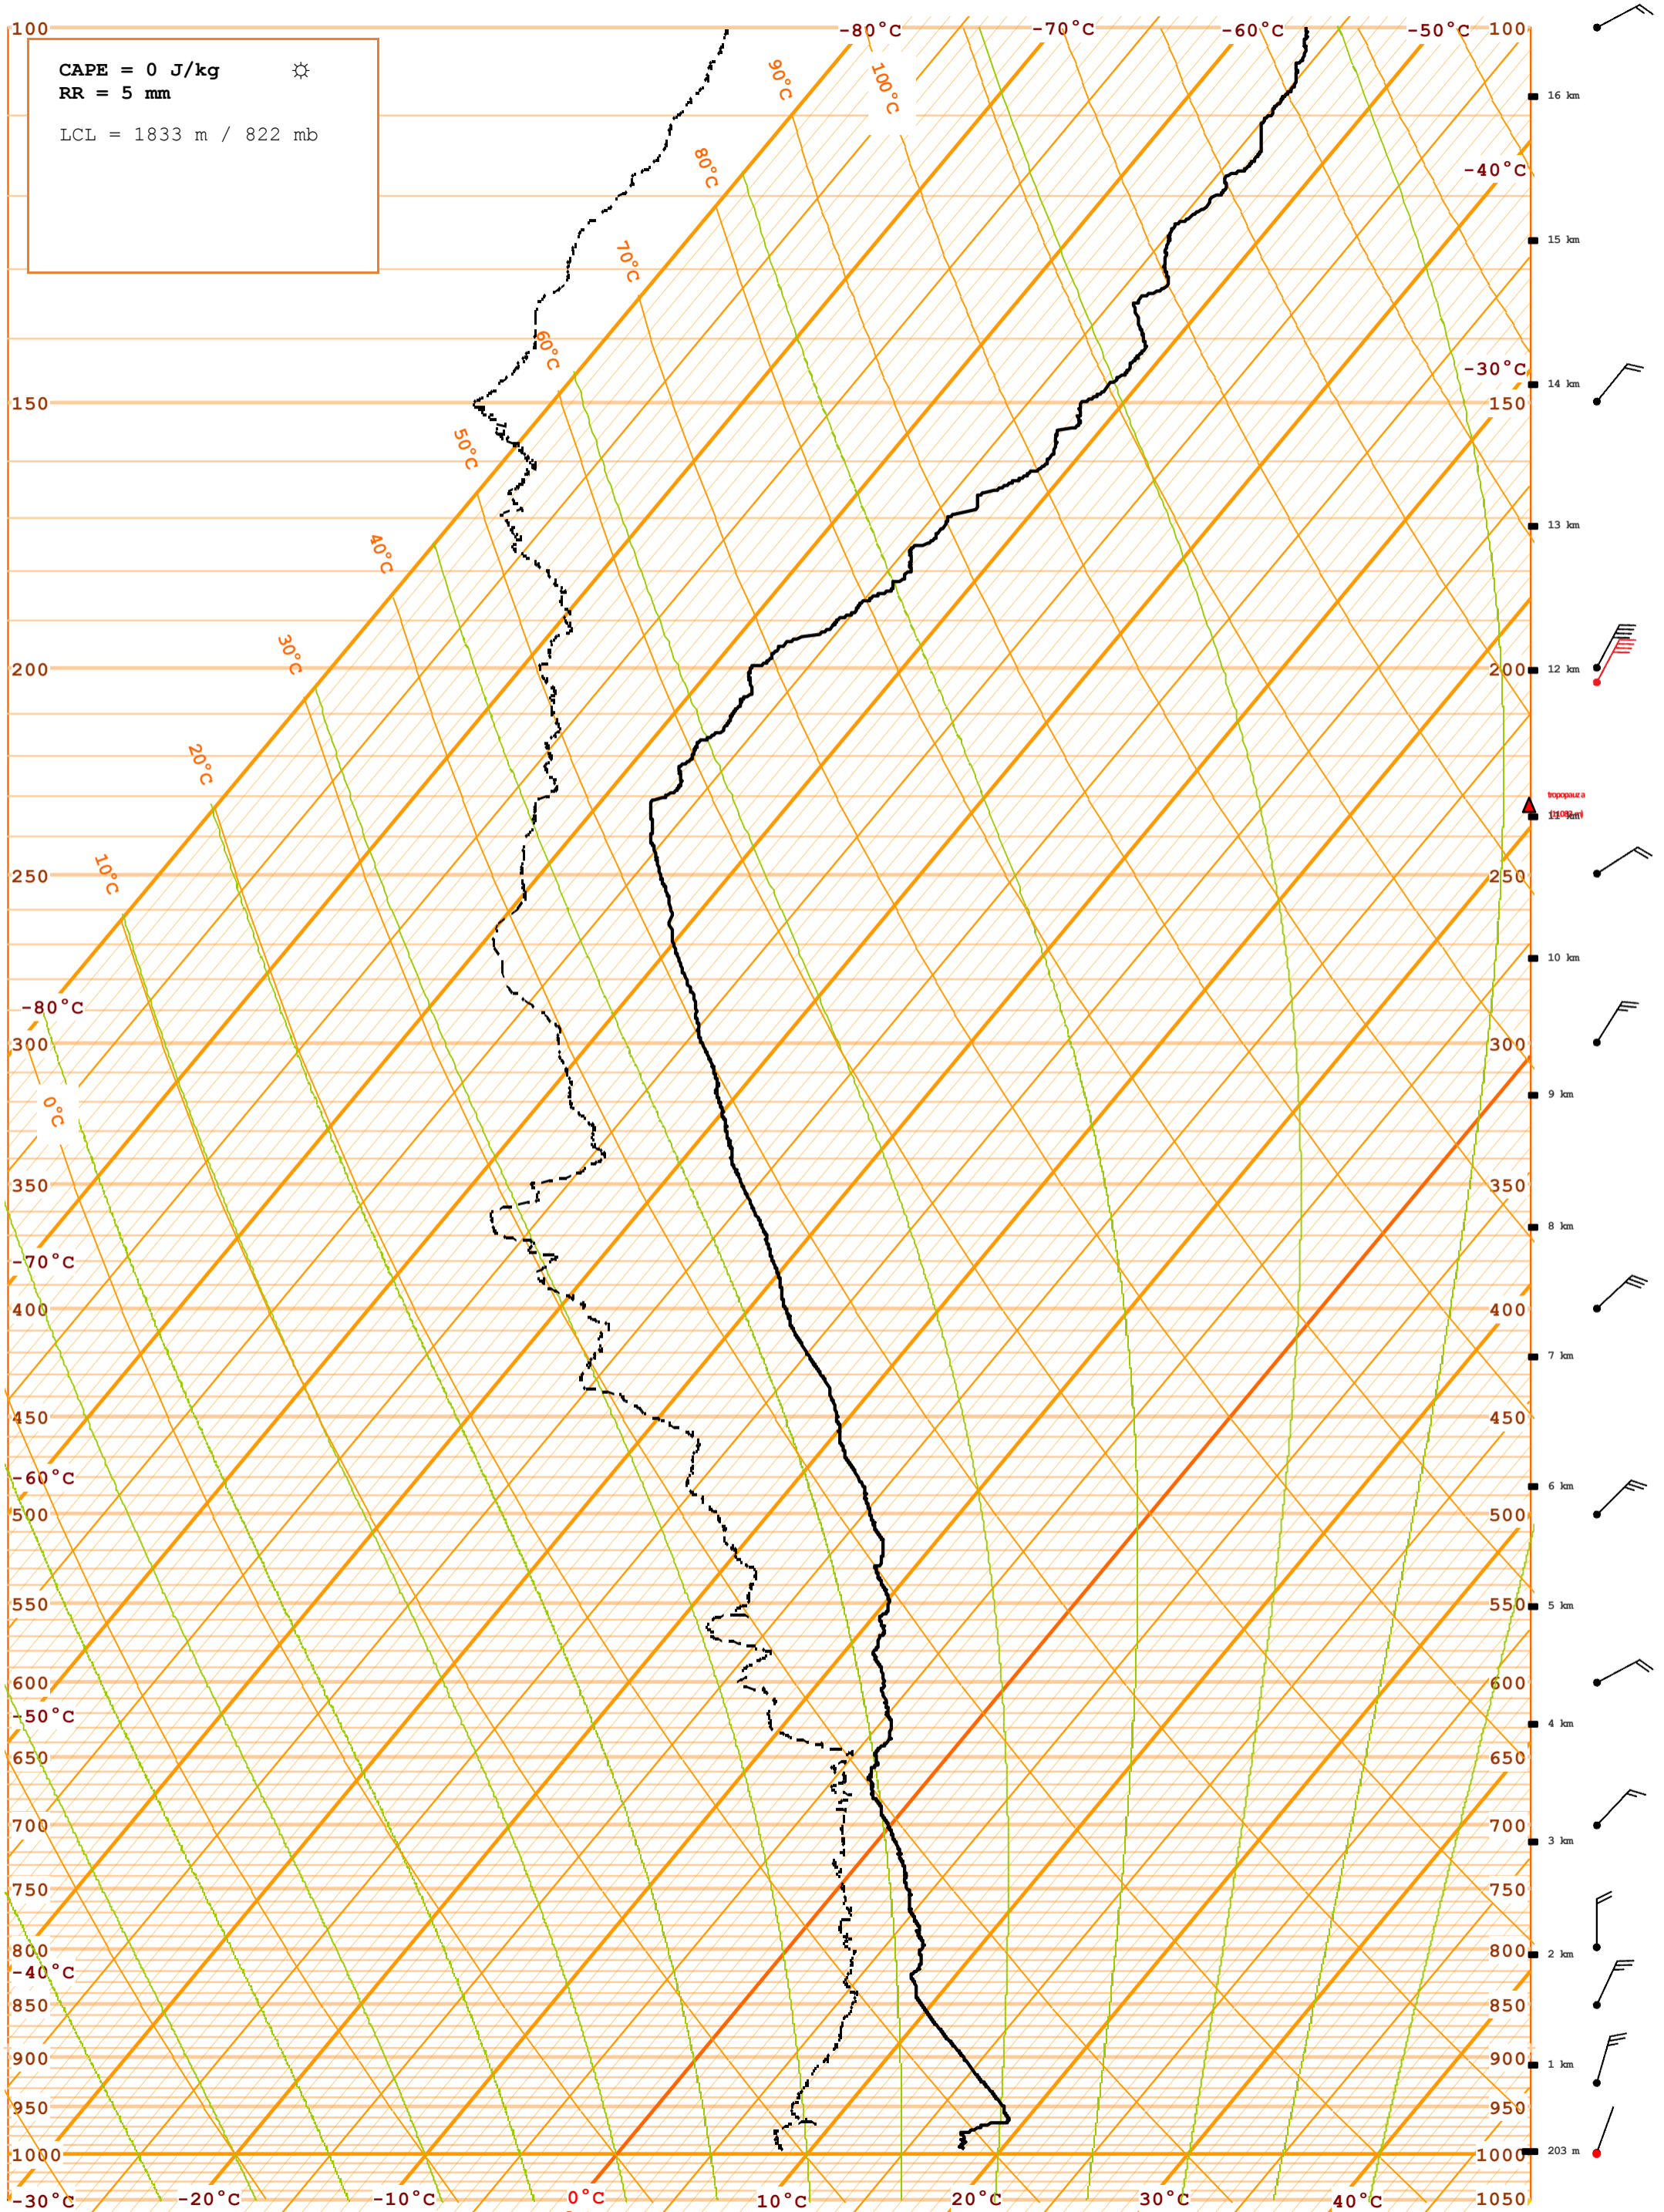 100
-80°C
-70°C
-60°C
-50°C
100
CAPE = 0 J/kg ☼
RR = 5 mm
LCL = 1833 m / 822 mb
90°C
100°C
16 km
80°C
-40°C
70°C
15 km
60°C
-30°C
14 km
150
150
50°C
13 km
40°C
30°C
200
200
12 km
20°C
tropopauza
11 km
10°C
250
250
10 km
-80°C
300
300
0°C
9 km
350
350
8 km
-70°C
400
400
7 km
450
450
-60°C
6 km
500
500
550
550
5 km
600
600
-50°C
4 km
650
650
700
700
3 km
750
750
800
800
2 km
-40°C
850
850
900
900
1 km
950
950
1000
1000
203 m
-30°C
-20°C
-10°C
0°C
10°C
20°C
30°C
40°C
1050